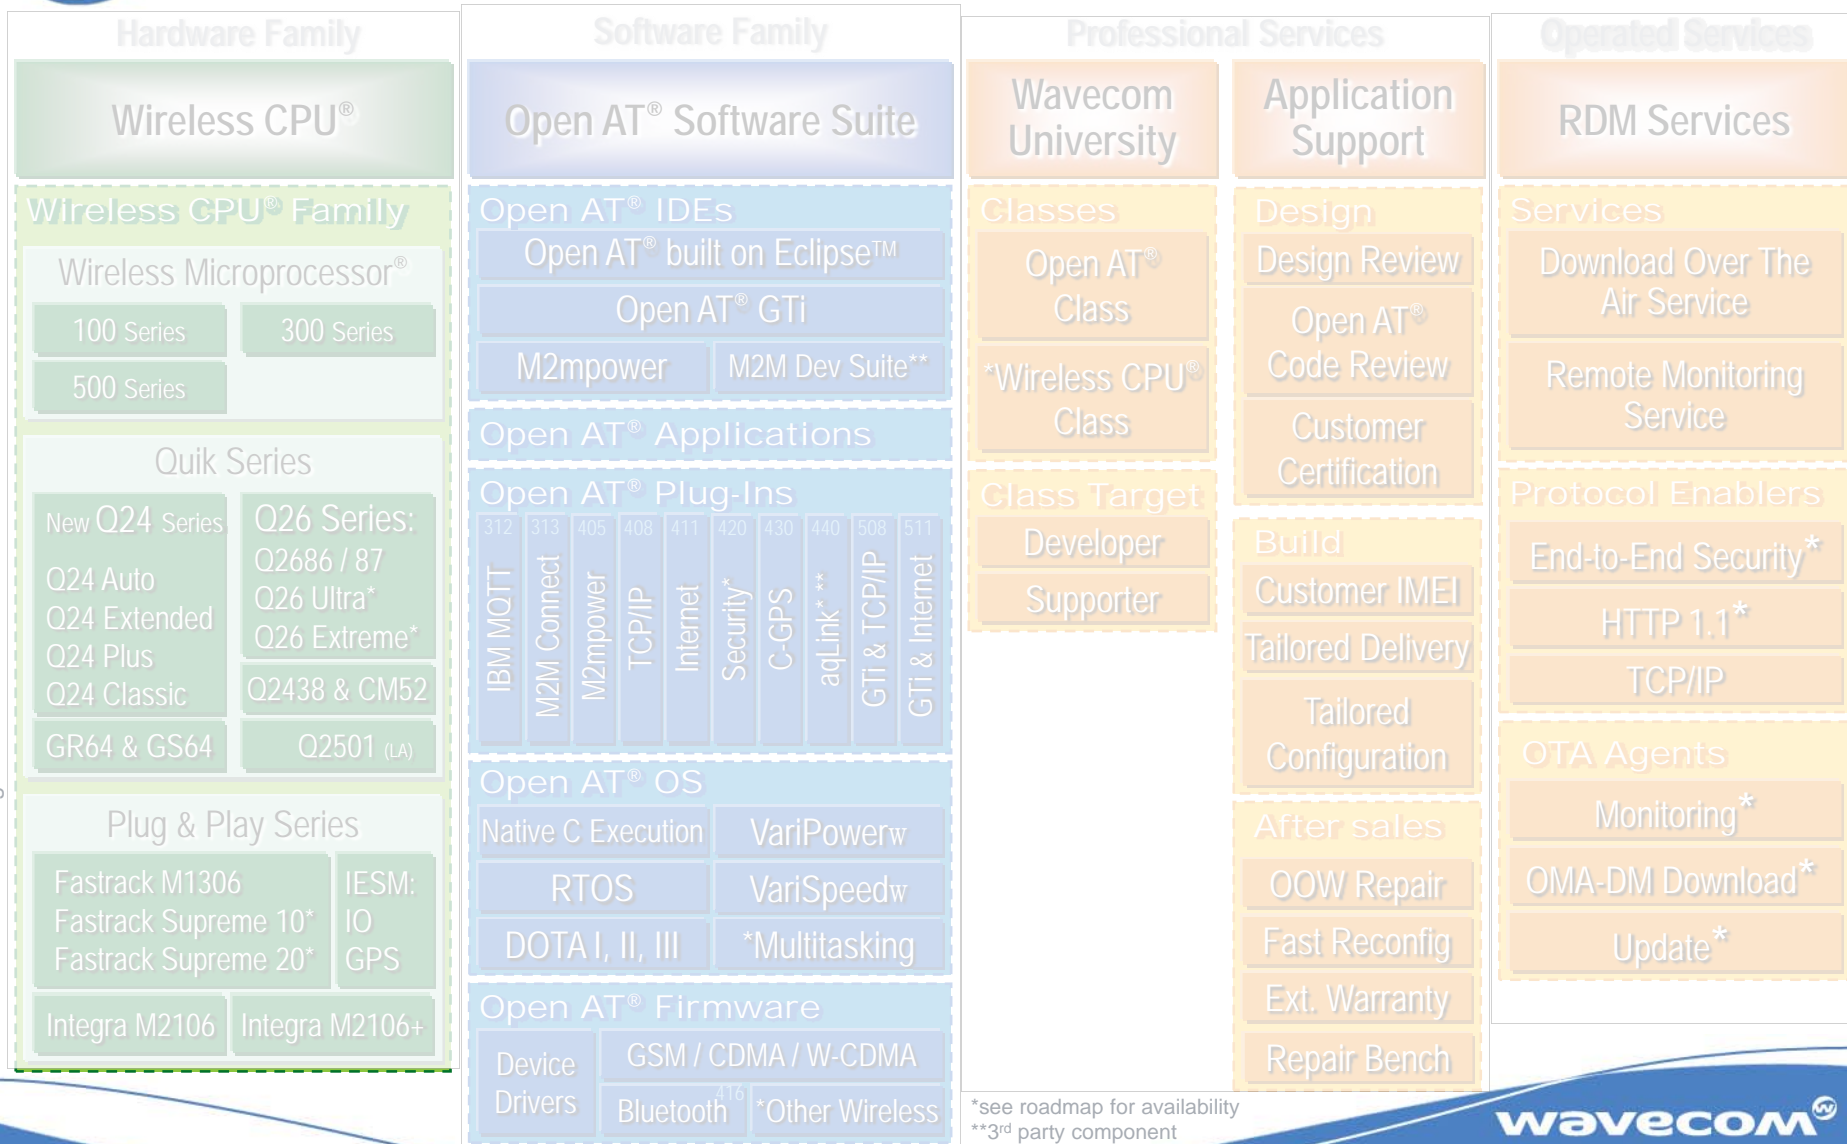 Hardware Family
Wireless CPU®
Wireless CPU® Family
Wireless Microprocessor®
100 Series
300 Series
500 Series
Quik Series
New Q24 Series
Q24 Auto
Q24 Extended
Q24 Plus
Q24 Classic
Q26 Series:
Q2686 / 87
Q26 Ultra*
Q26 Extreme*
Q2438 & CM52
GR64 & GS64
Q2501 (LA)
Plug & Play Series
Fastrack M1306
Fastrack Supreme 10*
Fastrack Supreme 20*
IESM:
IO
GPS
Integra M2106
Integra M2106+
Software Family
Open AT® Software Suite
Open AT® IDEs
Open AT® built on Eclipse™
Open AT® GTi
M2mpower
M2M Dev Suite**
Open AT® Applications
Open AT® Plug-Ins
312
IBM MQTT
313
M2M Connect
405
M2mpower
408
TCP/IP
411
Internet
420
Security*
430
C-GPS
440
aqLink* **
508
GTi & TCP/IP
511
GTi & Internet
Open AT® OS
Native C Execution
VariPowerw
RTOS
VariSpeedw
DOTA I, II, III
*Multitasking
Open AT® Firmware
Device
Drivers
GSM / CDMA / W-CDMA
Bluetooth 416
*Other Wireless
Professional Services
Wavecom
University
Classes
Open AT®
Class
*Wireless CPU®
Class
Class Target
Developer
Supporter
Application
Support
Design
Design Review
Open AT®
Code Review
Customer
Certification
Build
Customer IMEI
Tailored Delivery
Tailored
Configuration
After sales
OOW Repair
Fast Reconfig
Ext. Warranty
Repair Bench
Operated Services
RDM Services
Services
Download Over The
Air Service
Remote Monitoring
Service
Protocol Enablers
End-to-End Security*
HTTP 1.1*
TCP/IP
OTA Agents
Monitoring*
OMA-DM Download*
Update*
*see roadmap for availability
**3rd party component
wavecom